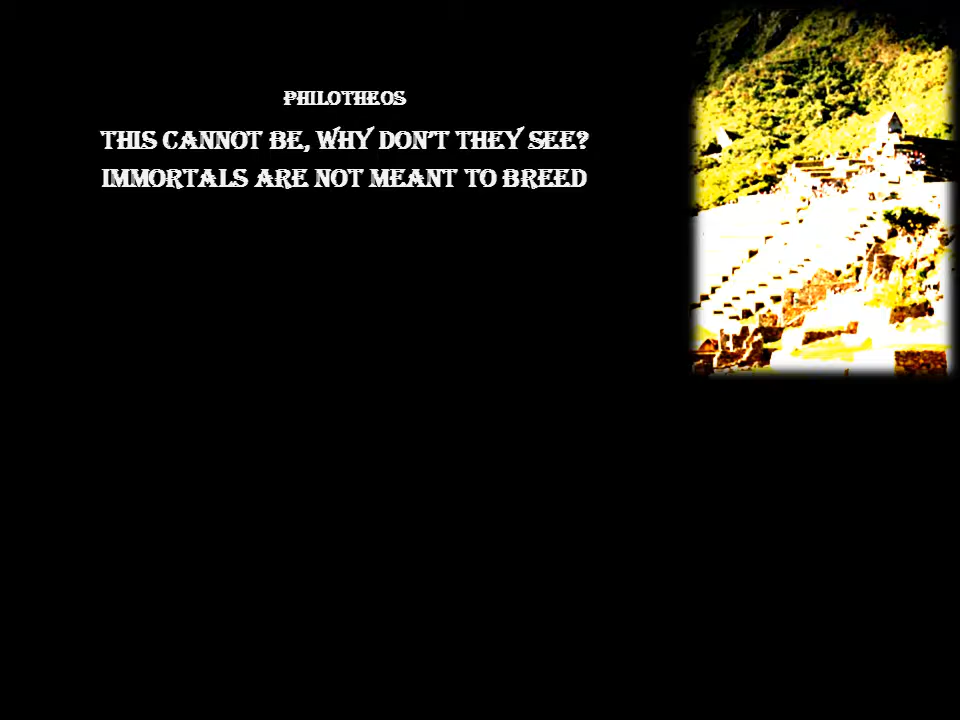 PHILOTHEOS
THIS CANNOT BE, WHY DON'T THEY SEE?
IMMORTALS ARE NOT MEANT TO BREED